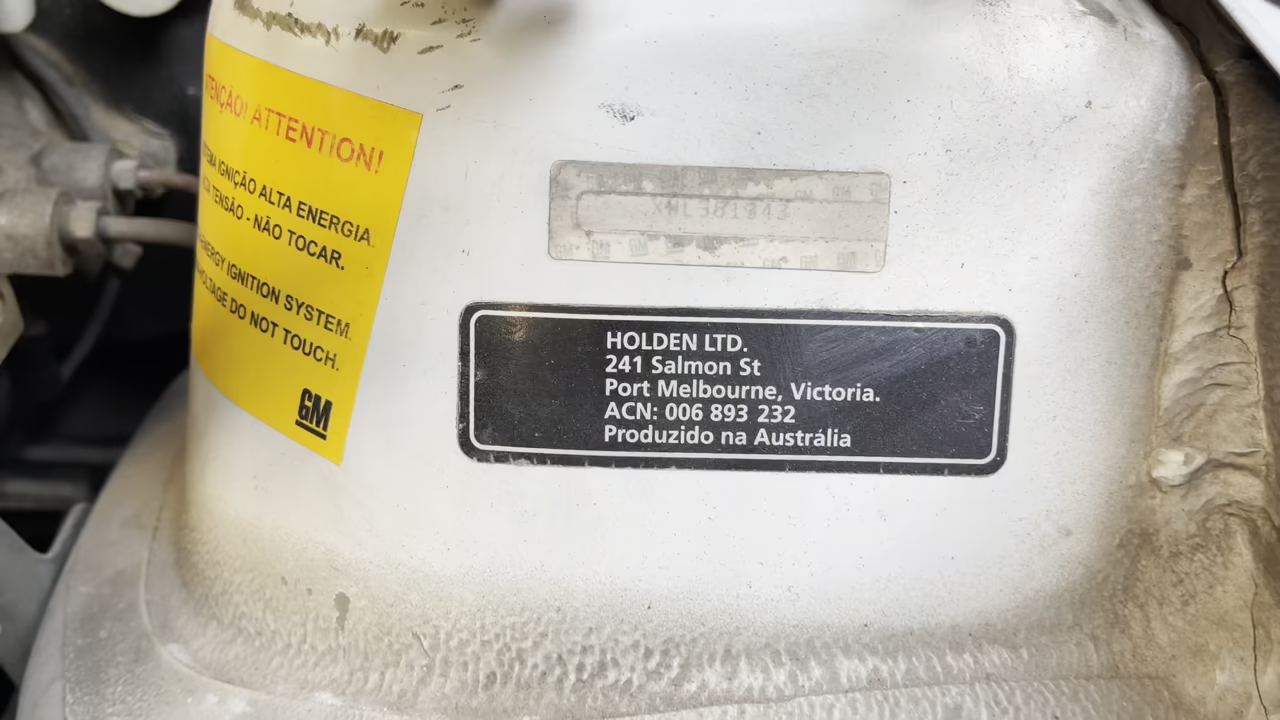 ATTENTION!
IGNIÇÃO ALTA ENERGIA.
TENSÃO - NÃO TOCAR.
IGNITION SYSTEM.
DO NOT TOUCH.
GM
HOLDEN LTD.
241 Salmon St
Port Melbourne, Victoria.
ACN: 006 893 232
Produzido na Austrália